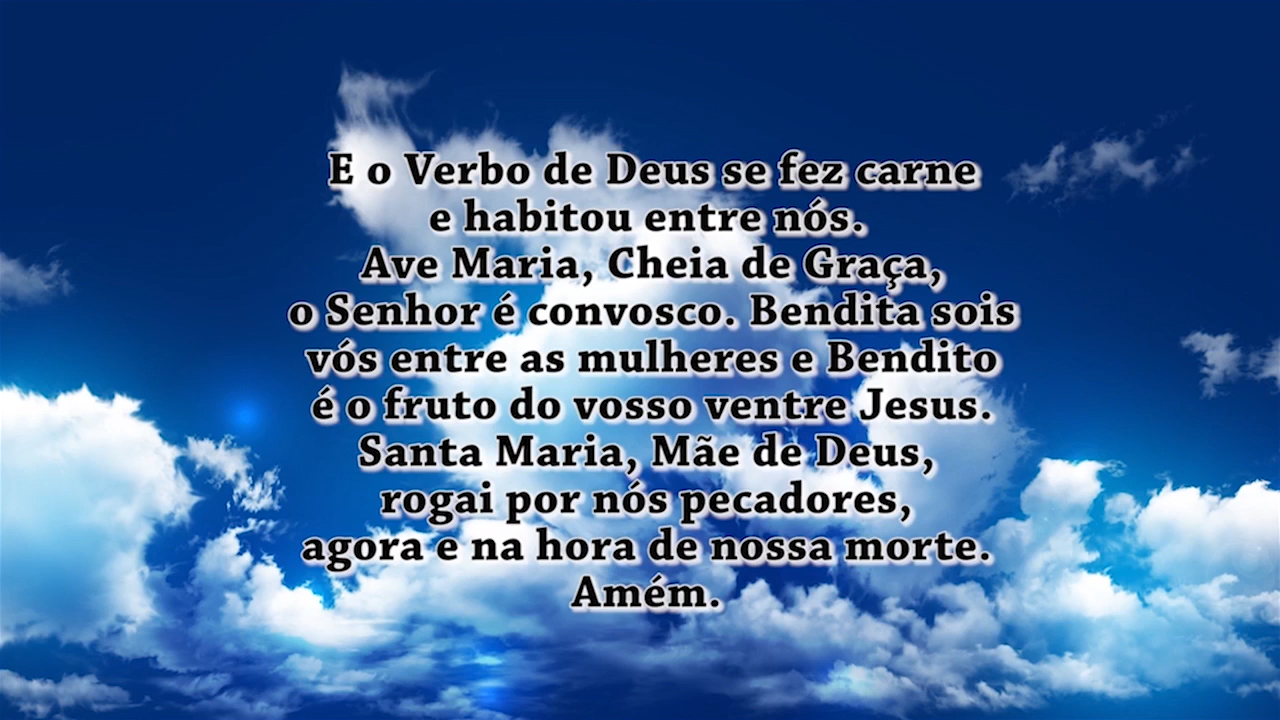 E o Verbo de Deus se fez carne
e habitou entre nós.
Ave Maria, Cheia de Graça,
o Senhor é convosco. Bendita sois
vós entre as mulheres e Bendito
é o fruto do vosso ventre Jesus.
Santa Maria, Mãe de Deus,
rogai por nós pecadores,
agora e na hora de nossa morte.
Amém.